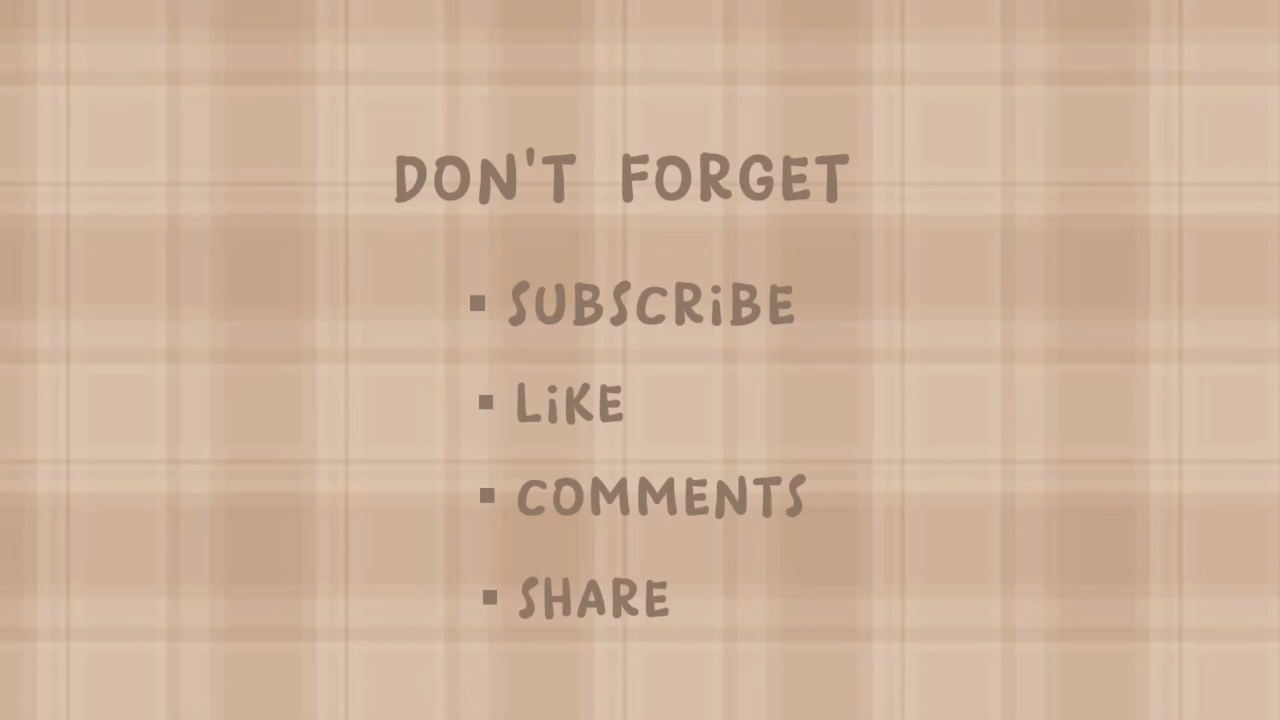 DON'T FORGET
▪ SUBSCRiBE
▪ LiKE
▪ COMMENTS
▪ SHARE